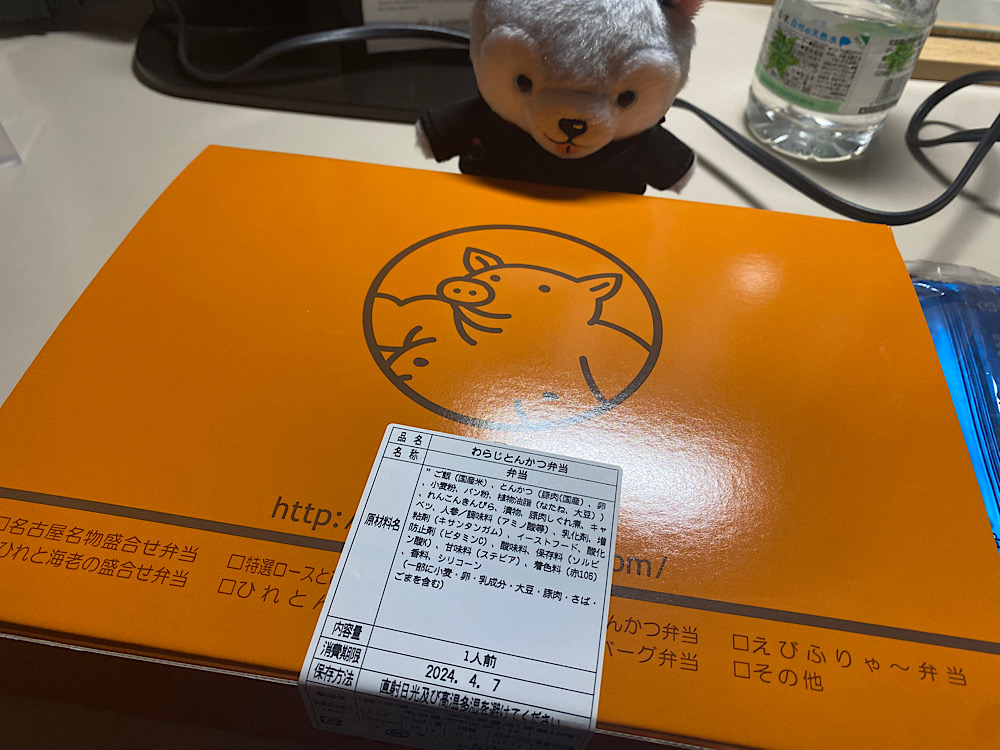 自然の天然水
http:/
om/
□名古屋名物盛合せ弁当
ひれと海老の盛合せ弁当
□特選ロースと
□ひれとん
んかつ弁当
バーグ弁当
□えびふりゃ～弁当
□その他
品名 わらじとんかつ弁当
名称 弁当
原材料名 ご飯(国産米)、とんかつ(豚肉(国産)、卵
、小麦粉、パン粉、植物油脂(なたね、大豆))
、れんこんきんぴら、漬物、豚肉しぐれ煮、キャ
ベツ、人参/調味料(アミノ酸等)、乳化剤、増
粘剤(キサンタンガム)、イーストフード、酸化
防止剤(ビタミンC)、酸味料、保存料(ソルビ
ン酸K)、甘味料(ステビア)、着色料(赤106)
、香料、シリコーン
(一部に小麦・卵・乳成分・大豆・豚肉・さば・
ごまを含む)
内容量 1人前
消費期限 2024. 4. 7
保存方法 直射日光及び高温多湿を避けてください